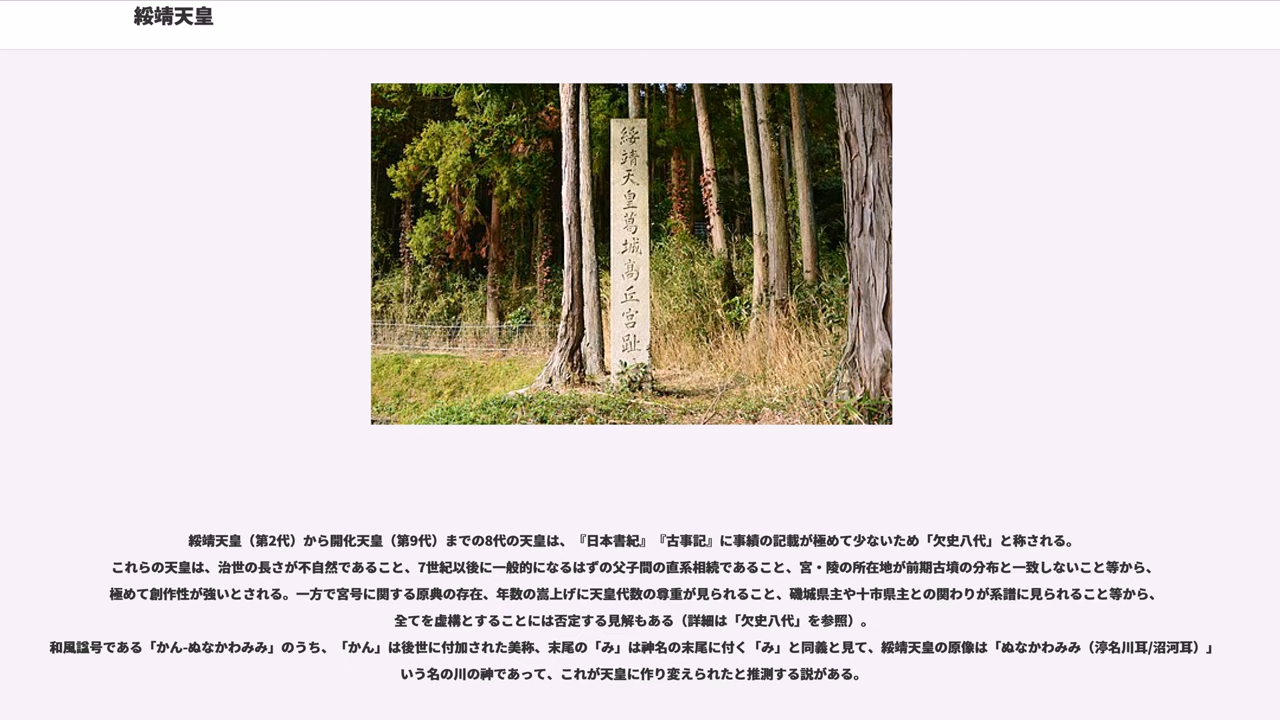 綏靖天皇
綏靖天皇葛城高丘宮趾
綏靖天皇（第2代）から開化天皇（第9代）までの8代の天皇は、『日本書紀』『古事記』に事績の記載が極めて少ないため「欠史八代」と称される。
これらの天皇は、治世の長さが不自然であること、7世紀以後に一般的になるはずの父子間の直系相続であること、宮・陵の所在地が前期古墳の分布と一致しないこと等から、
極めて創作性が強いとされる。一方で宮号に関する原典の存在、年数の嵩上げに天皇代数の尊重が見られること、磯城県主や十市県主との関わりが系譜に見られること等から、
全てを虚構とすることには否定する見解もある（詳細は「欠史八代」を参照）。
和風諡号である「かん-ぬなかわみみ」のうち、「かん」は後世に付加された美称、末尾の「み」は神名の末尾に付く「み」と同義と見て、綏靖天皇の原像は「ぬなかわみみ（渟名川耳/沼河耳）」
いう名の川の神であって、これが天皇に作り変えられたと推測する説がある。